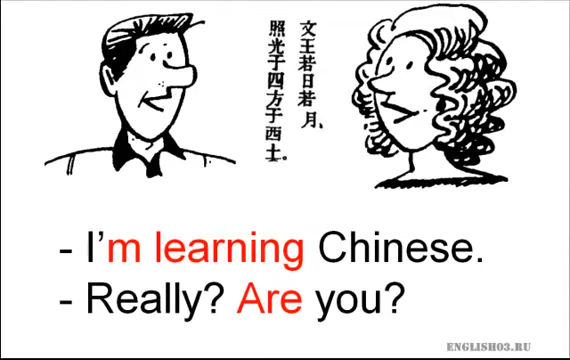 文王若日若月、
照光于四方于西土。
- I'm learning Chinese.
- Really? Are you?
ENGLISH03.RU